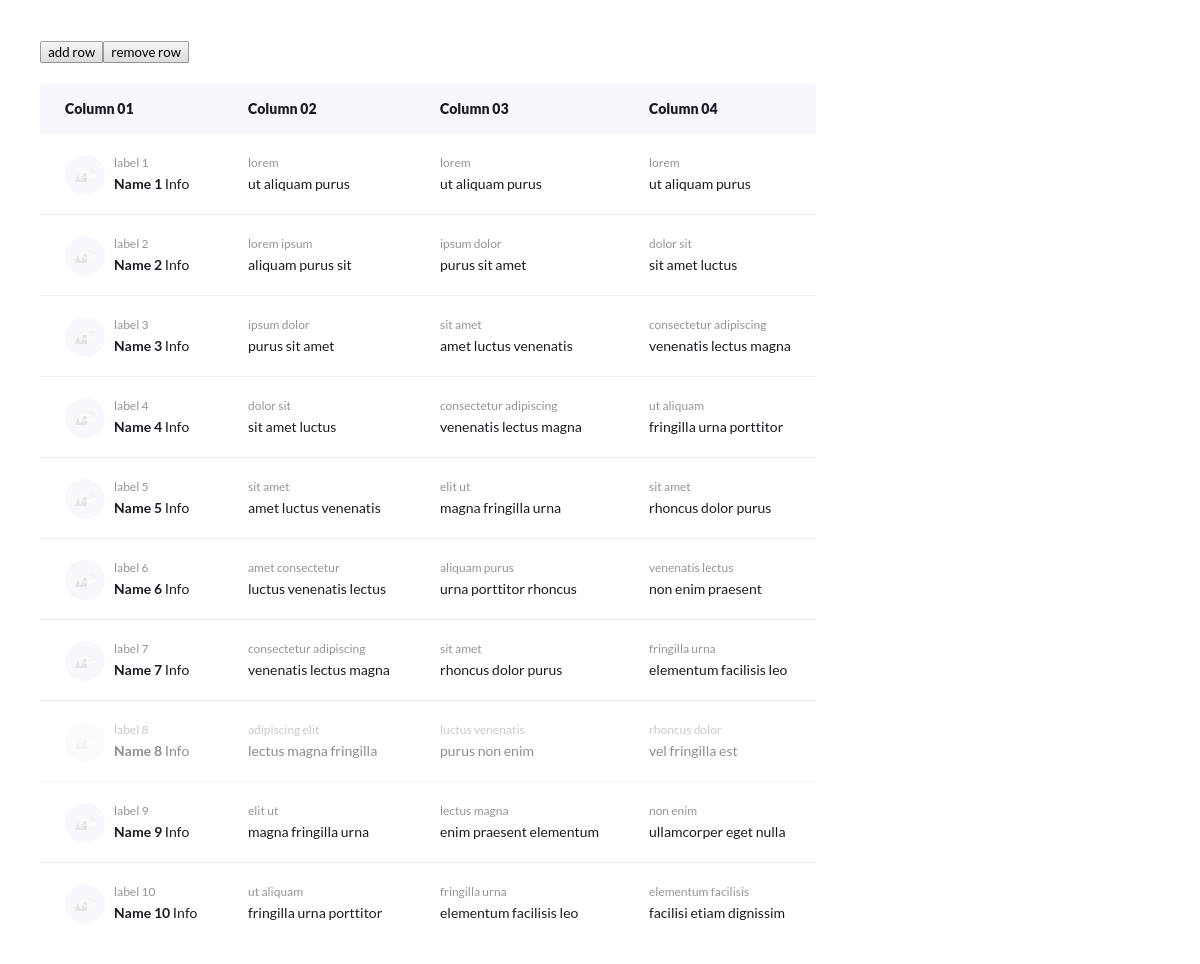 add row remove row
Column 01 Column 02 Column 03 Column 04
label 1 lorem lorem lorem
Name 1 Info ut aliquam purus ut aliquam purus ut aliquam purus
label 2 lorem ipsum ipsum dolor dolor sit
Name 2 Info aliquam purus sit purus sit amet sit amet luctus
label 3 ipsum dolor sit amet consectetur adipiscing
Name 3 Info purus sit amet amet luctus venenatis venenatis lectus magna
label 4 dolor sit consectetur adipiscing ut aliquam
Name 4 Info sit amet luctus venenatis lectus magna fringilla urna porttitor
label 5 sit amet elit ut sit amet
Name 5 Info amet luctus venenatis magna fringilla urna rhoncus dolor purus
label 6 amet consectetur aliquam purus venenatis lectus
Name 6 Info luctus venenatis lectus urna porttitor rhoncus non enim praesent
label 7 consectetur adipiscing sit amet fringilla urna
Name 7 Info venenatis lectus magna rhoncus dolor purus elementum facilisis leo
label 8 adipiscing elit luctus venenatis rhoncus dolor
Name 8 Info lectus magna fringilla purus non enim vel fringilla est
label 9 elit ut lectus magna non enim
Name 9 Info magna fringilla urna enim praesent elementum ullamcorper eget nulla
label 10 ut aliquam fringilla urna elementum facilisis
Name 10 Info fringilla urna porttitor elementum facilisis leo facilisi etiam dignissim